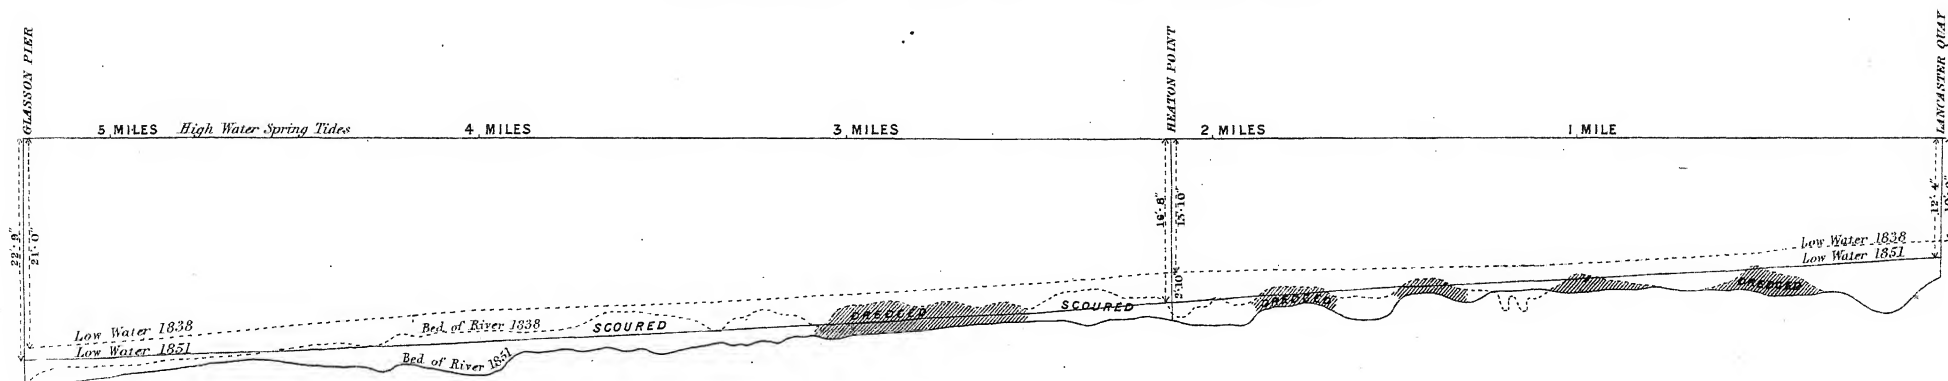 GLASSON PIER
HEATON POINT
LANCASTER QUAY
5 MILES High Water Spring Tides 4 MILES 3 MILES 2 MILES 1 MILE
22'. 9"
21'. 0"
16'. 8"
13'. 10"
2'. 10"
12'. 4"
Low Water 1838
Low Water 1851
Low Water 1838
Low Water 1851
Bed of River 1838
Bed of River 1851
SCOURED
DREDGED
SCOURED
DREDGED
DREDGED